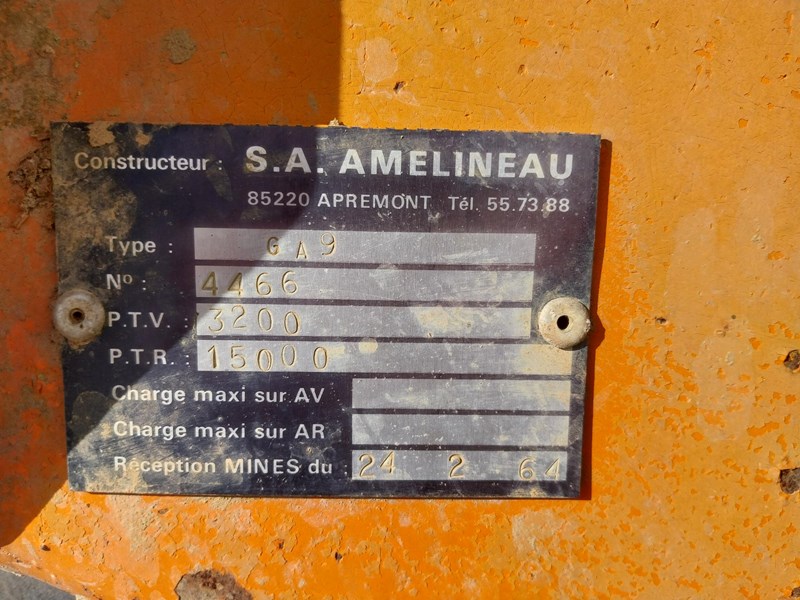 Constructeur : S.A. AMELINEAU
85220 APREMONT Tél. 55.73.88
Type : GA9
Nº : 4466
P.T.V. : 3200
P.T.R. : 15000
Charge maxi sur AV
Charge maxi sur AR
Réception MINES du : 24 2 64